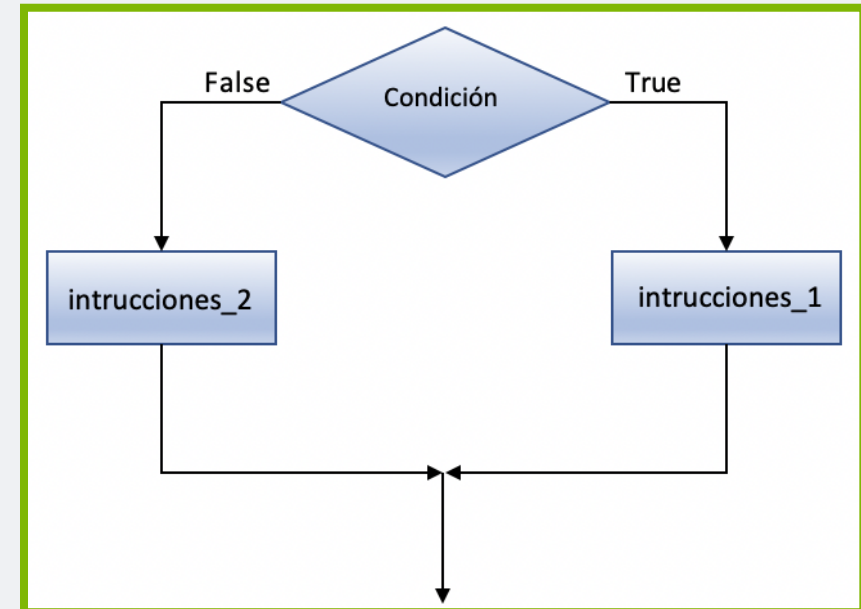 Condición
False
True
intrucciones_2
intrucciones_1